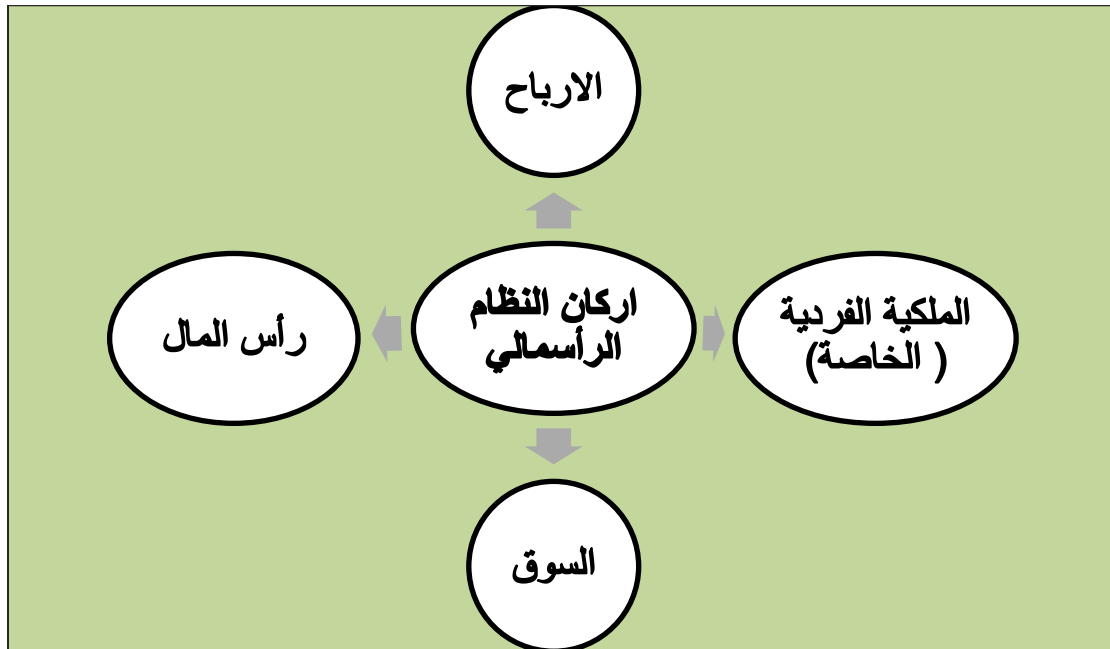 الارباح
اركان النظام
الرأسمالي
الملكية الفردية
( الخاصة)
رأس المال
السوق